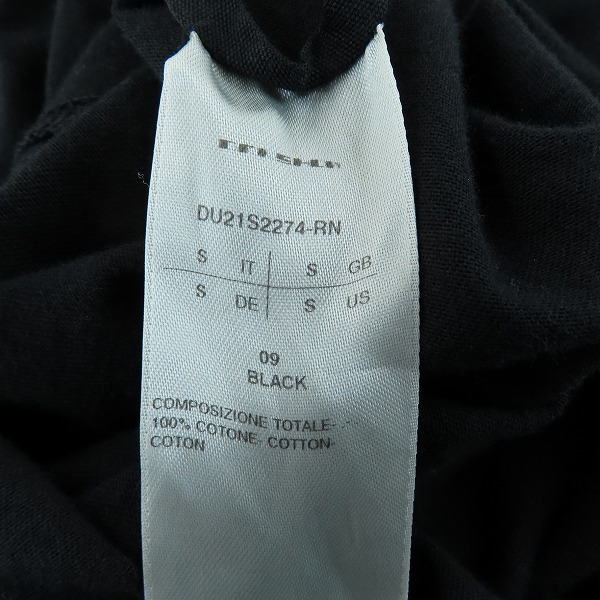 DU21S2274-RN
S IT S GB
S DE S US
09
BLACK
COMPOSIZIONE TOTALE-
100% COTONE- COTTON-
COTON